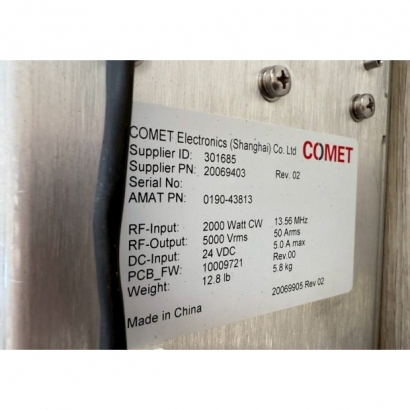 COMET Electronics (Shanghai) Co. Ltd COMET
Supplier ID: 301685
Supplier PN: 20069403 Rev. 02
Serial No:
AMAT PN: 0190-43813
RF-Input: 2000 Watt CW 13.56 MHz
RF-Output: 5000 Vrms 50 Arms
DC-Input: 24 VDC 5.0 A max
PCB_FW: 10009721 Rev.00
Weight: 12.8 lb 5.8 kg
20069905 Rev 02
Made in China